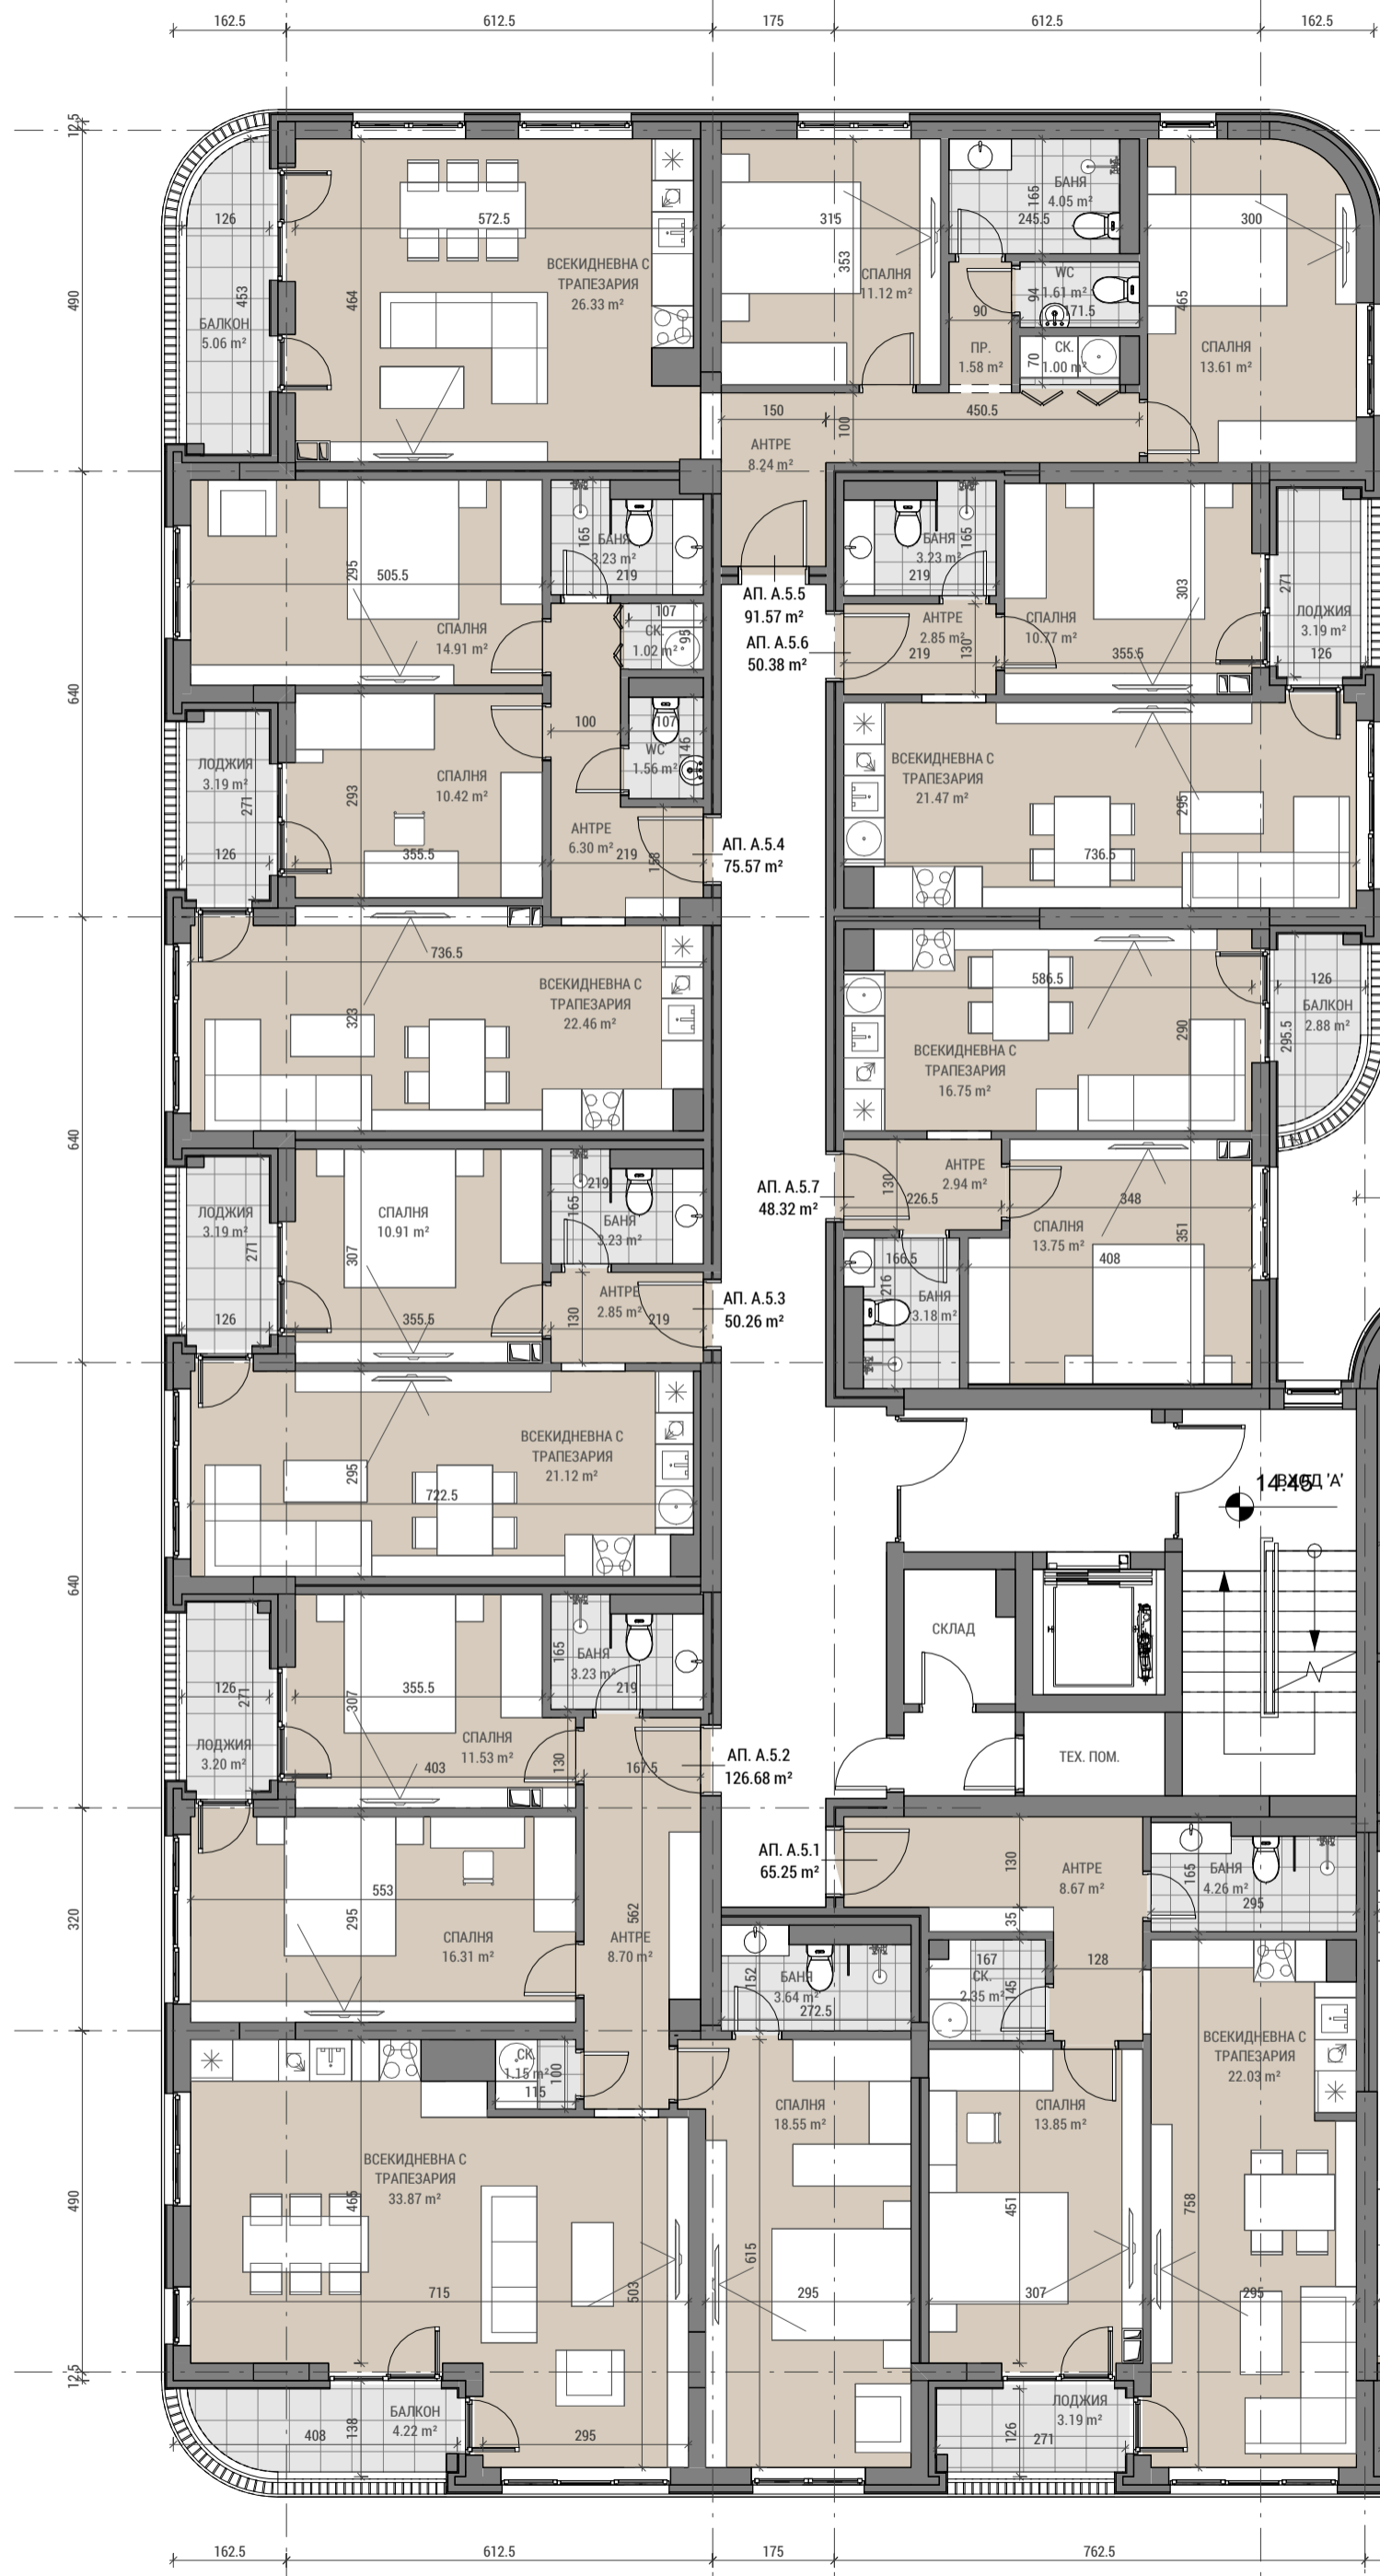 162.5
612.5
175
612.5
162.5
12.5
490
640
640
640
320
490
12.5
126
453
БАЛКОН
5.06 m²
572.5
464
ВСЕКИДНЕВНА С
ТРАПЕЗАРИЯ
26.33 m²
315
353
СПАЛНЯ
11.12 m²
165
БАНЯ
4.05 m²
245.5
WC
94
1.61 m²
171.5
90
ПР.
1.58 m²
70
СК.
1.00 m²
300
465
СПАЛНЯ
13.61 m²
150
450.5
100
АНТРЕ
8.24 m²
295
505.5
СПАЛНЯ
14.91 m²
165
БАНЯ
3.23 m²
219
107
СК.
1.02 m²
95
АП. А.5.5
91.57 m²
АП. А.5.6
50.38 m²
165
БАНЯ
3.23 m²
219
АНТРЕ
2.85 m²
130
219
303
СПАЛНЯ
10.77 m²
355.5
271
ЛОДЖИЯ
3.19 m²
126
ЛОДЖИЯ
3.19 m²
271
126
СПАЛНЯ
10.42 m²
293
355.5
100
107
WC
146
1.56 m²
АНТРЕ
6.30 m²
219
158
АП. А.5.4
75.57 m²
ВСЕКИДНЕВНА С
ТРАПЕЗАРИЯ
21.47 m²
295
736.5
736.5
323
ВСЕКИДНЕВНА С
ТРАПЕЗАРИЯ
22.46 m²
586.5
290
ВСЕКИДНЕВНА С
ТРАПЕЗАРИЯ
16.75 m²
126
БАЛКОН
2.88 m²
295.5
ЛОДЖИЯ
3.19 m²
271
126
СПАЛНЯ
10.91 m²
307
355.5
219
165
БАНЯ
3.23 m²
АНТРЕ
2.85 m²
130
219
АП. А.5.3
50.26 m²
АП. А.5.7
48.32 m²
130
АНТРЕ
2.94 m²
226.5
348
СПАЛНЯ
13.75 m²
351
408
166.5
216
БАНЯ
3.18 m²
295
ВСЕКИДНЕВНА С
ТРАПЕЗАРИЯ
21.12 m²
722.5
14.45
ВХОД 'А'
СКЛАД
ТЕХ. ПОМ.
126
271
ЛОДЖИЯ
3.20 m²
355.5
307
СПАЛНЯ
11.53 m²
403
165
БАНЯ
3.23 m²
219
130
167.5
АП. А.5.2
126.68 m²
АП. А.5.1
65.25 m²
553
295
СПАЛНЯ
16.31 m²
562
АНТРЕ
8.70 m²
130
АНТРЕ
8.67 m²
35
165
БАНЯ
4.26 m²
295
152
БАНЯ
3.64 m²
272.5
167
СК.
2.35 m²
145
128
СК.
1.15 m²
100
115
ВСЕКИДНЕВНА С
ТРАПЕЗАРИЯ
33.87 m²
465
715
503
СПАЛНЯ
18.55 m²
615
295
СПАЛНЯ
13.85 m²
451
307
ВСЕКИДНЕВНА С
ТРАПЕЗАРИЯ
22.03 m²
758
295
БАЛКОН
4.22 m²
408
138
295
ЛОДЖИЯ
3.19 m²
126
271
162.5
612.5
175
762.5